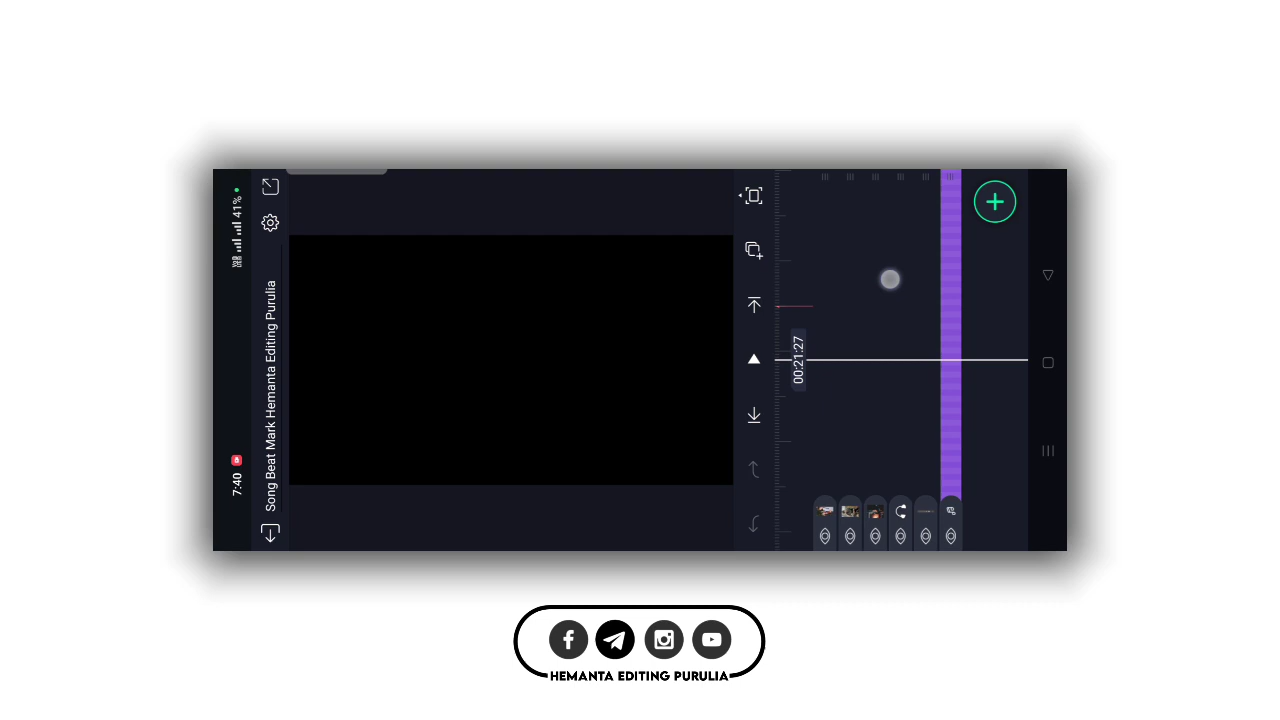 7:40
41%
Song Beat Mark Hemanta Editing Purulia
00:21:27
HEMANTA EDITING PURULIA